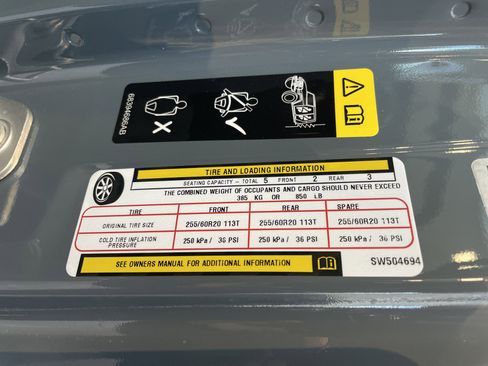 68394686AB
TIRE AND LOADING INFORMATION
SEATING CAPACITY - TOTAL 5 FRONT 2 REAR 3
THE COMBINED WEIGHT OF OCCUPANTS AND CARGO SHOULD NEVER EXCEED
385 KG OR 850 LB
TIRE FRONT REAR SPARE
ORIGINAL TIRE SIZE 255/60R20 113T 255/60R20 113T 255/60R20 113T
COLD TIRE INFLATION PRESSURE 250 kPa / 36 PSI 250 kPa / 36 PSI 250 kPa / 36 PSI
SEE OWNERS MANUAL FOR ADDITIONAL INFORMATION
SW504694